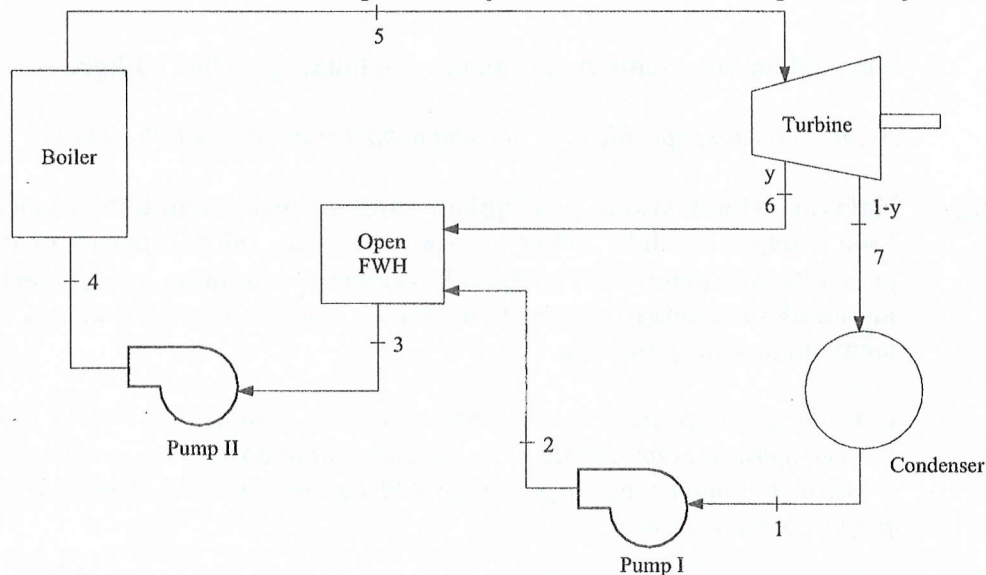 5
Boiler
Turbine
y
6
1-y
7
Open
FWH
4
3
2
Pump II
Condenser
1
Pump I